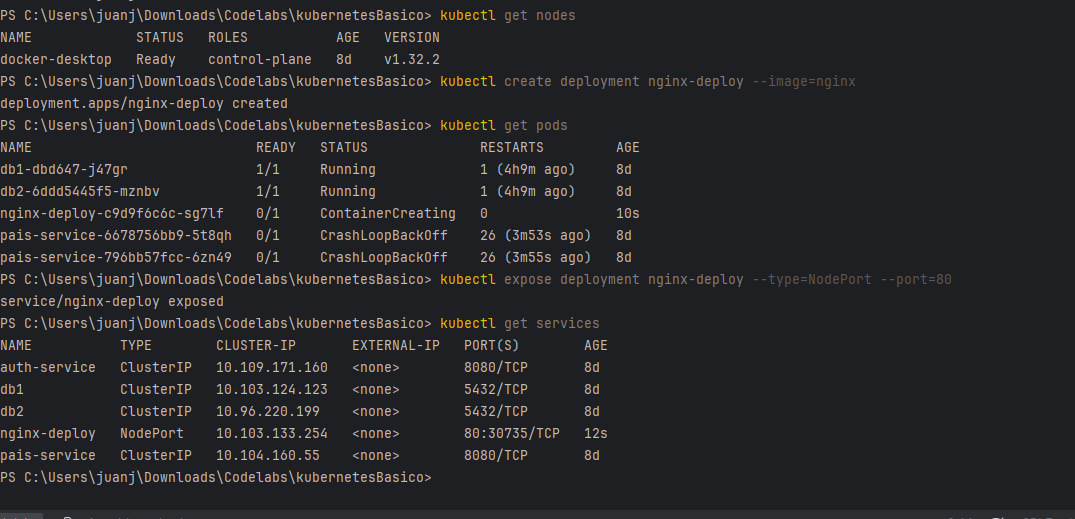 PS C:\Users\juanj\Downloads\Codelabs\kubernetesBasico> kubectl get nodes
NAME             STATUS   ROLES           AGE   VERSION
docker-desktop   Ready    control-plane   8d    v1.32.2
PS C:\Users\juanj\Downloads\Codelabs\kubernetesBasico> kubectl create deployment nginx-deploy --image=nginx
deployment.apps/nginx-deploy created
PS C:\Users\juanj\Downloads\Codelabs\kubernetesBasico> kubectl get pods
NAME                            READY   STATUS              RESTARTS         AGE
db1-dbd647-j47gr                1/1     Running             1 (4h9m ago)     8d
db2-6ddd5445f5-mznbv            1/1     Running             1 (4h9m ago)     8d
nginx-deploy-c9d9f6c6c-sg7lf    0/1     ContainerCreating   0                10s
pais-service-6678756bb9-5t8qh   0/1     CrashLoopBackOff    26 (3m53s ago)   8d
pais-service-796bb57fcc-6zn49   0/1     CrashLoopBackOff    26 (3m55s ago)   8d
PS C:\Users\juanj\Downloads\Codelabs\kubernetesBasico> kubectl expose deployment nginx-deploy --type=NodePort --port=80
service/nginx-deploy exposed
PS C:\Users\juanj\Downloads\Codelabs\kubernetesBasico> kubectl get services
NAME           TYPE        CLUSTER-IP       EXTERNAL-IP   PORT(S)        AGE
auth-service   ClusterIP   10.109.171.160   <none>        8080/TCP       8d
db1            ClusterIP   10.103.124.123   <none>        5432/TCP       8d
db2            ClusterIP   10.96.220.199    <none>        5432/TCP       8d
nginx-deploy   NodePort    10.103.133.254   <none>        80:30735/TCP   12s
pais-service   ClusterIP   10.104.160.55    <none>        8080/TCP       8d
PS C:\Users\juanj\Downloads\Codelabs\kubernetesBasico>